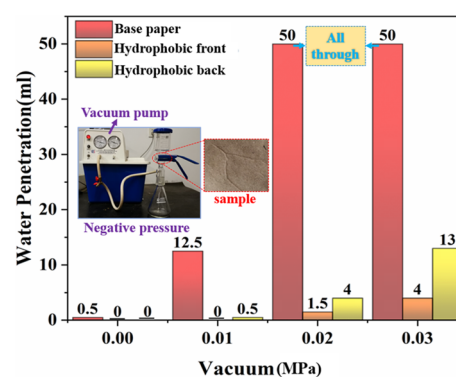 Base paper
Hydrophobic front
Hydrophobic back
All
through
Vacuum pump
Negative pressure
sample
Water Penetration(ml)
50
40
30
20
10
0
0.5
0
0
12.5
0
0.5
50
1.5
4
50
4
13
0.00
0.01
0.02
0.03
Vacuum(MPa)